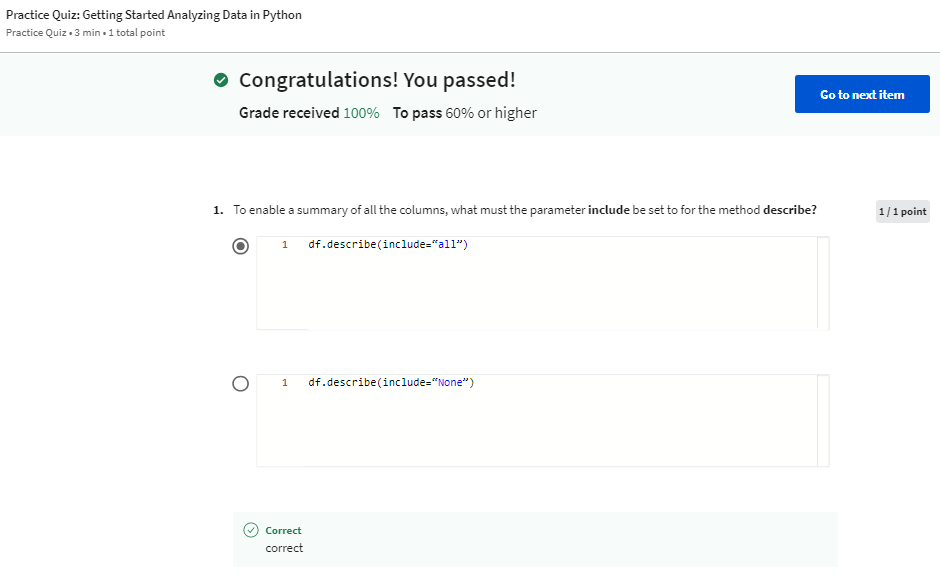 Practice Quiz: Getting Started Analyzing Data in Python
Practice Quiz • 3 min • 1 total point
Congratulations! You passed!
Grade received 100% To pass 60% or higher
Go to next item
1. To enable a summary of all the columns, what must the parameter include be set to for the method describe?
1 / 1 point
1 df.describe(include=“all”)
1 df.describe(include=“None”)
Correct
correct